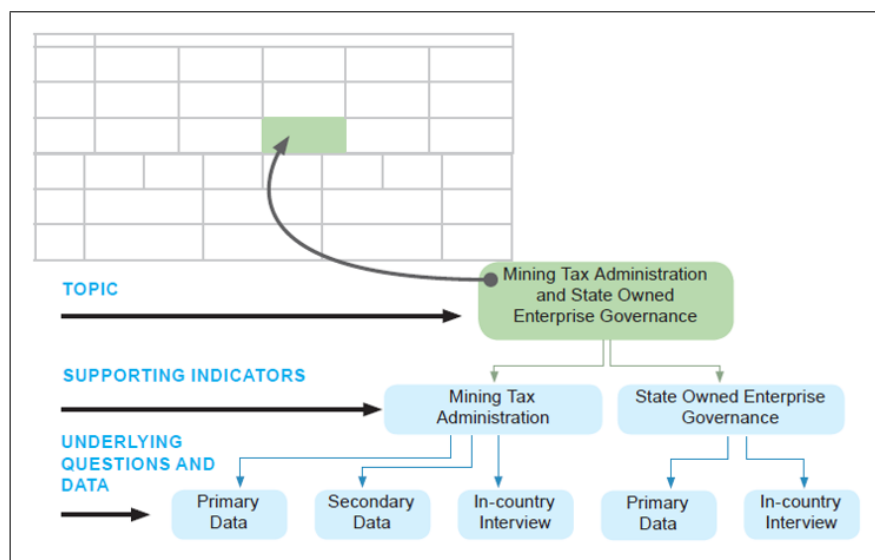 TOPIC
Mining Tax Administration
and State Owned
Enterprise Governance
SUPPORTING INDICATORS
Mining Tax
Administration
State Owned Enterprise
Governance
UNDERLYING
QUESTIONS AND
DATA
Primary
Data
Secondary
Data
In-country
Interview
Primary
Data
In-country
Interview